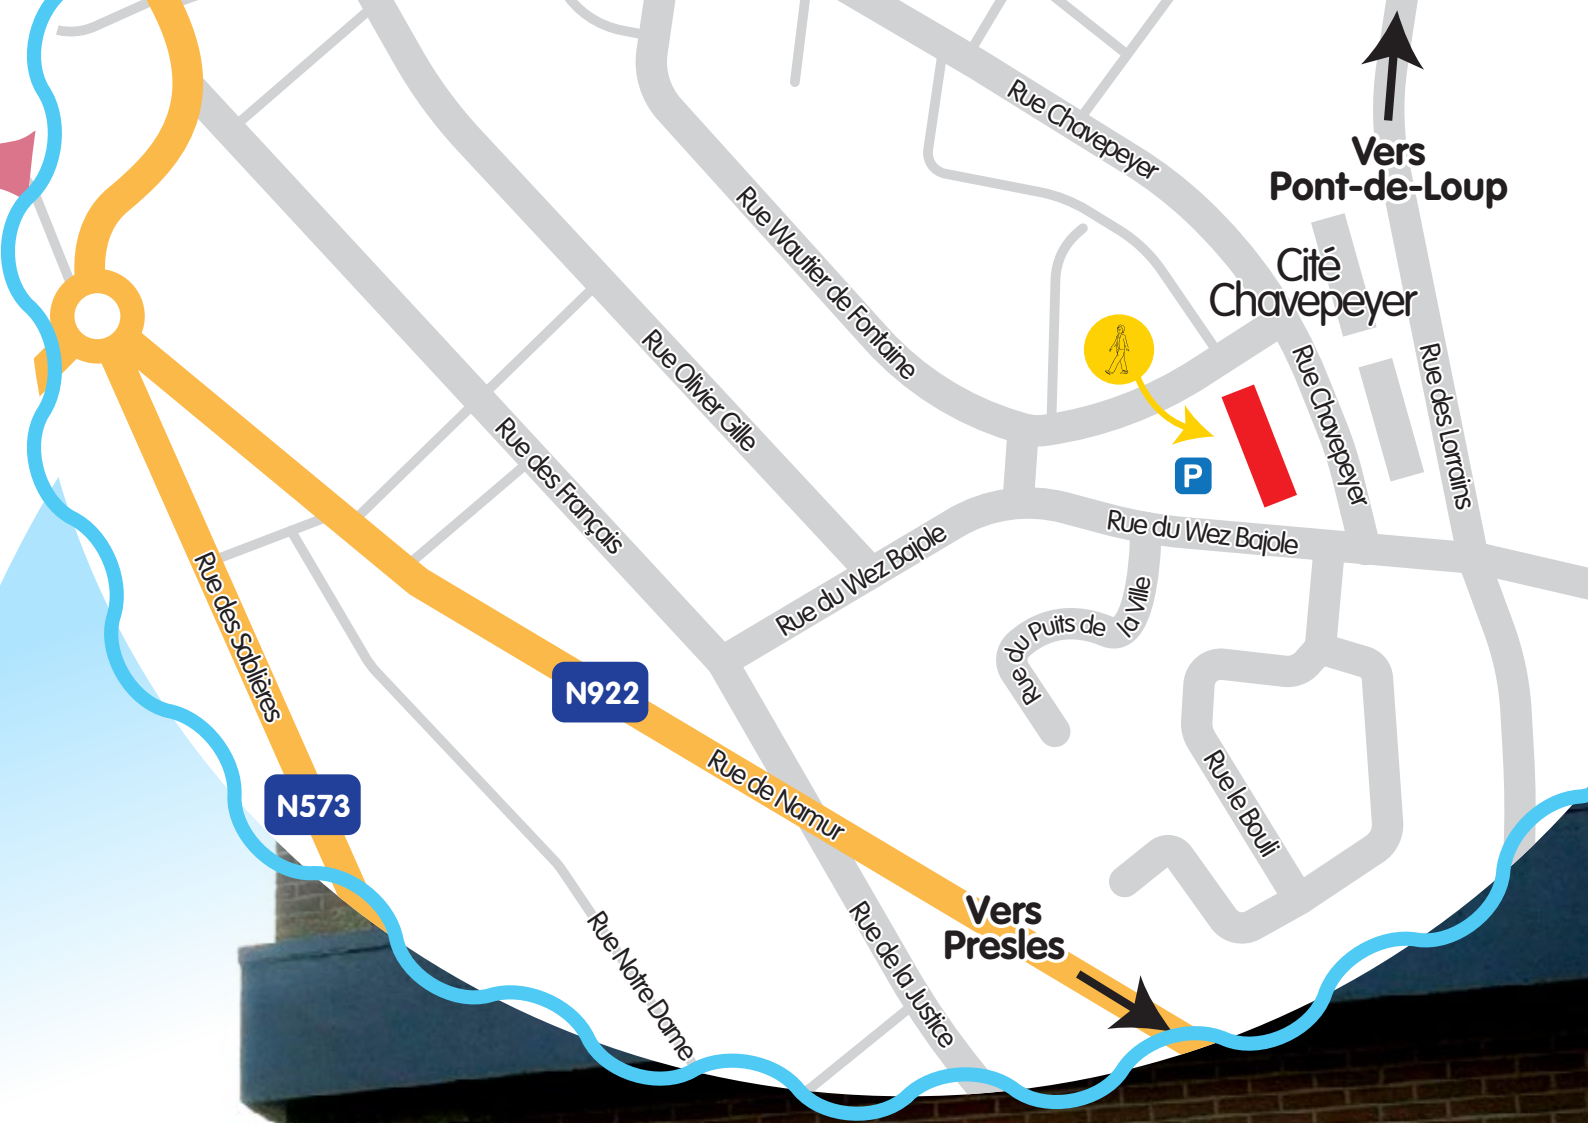 Rue Chavepeyer
Vers
Pont-de-Loup
Rue Wautier de Fontaine
Cité
Chavepeyer
Rue Olivier Gille
Rue Chavepeyer
Rue des Lorrains
Rue des Français
P
Rue du Wez Bajole
Rue du Wez Bajole
Rue des Sablières
Rue du Puits de
la Ville
N922
Rue de Namur
Rue le Bouli
N573
Vers
Presles
Rue Notre Dame
Rue de la Justice